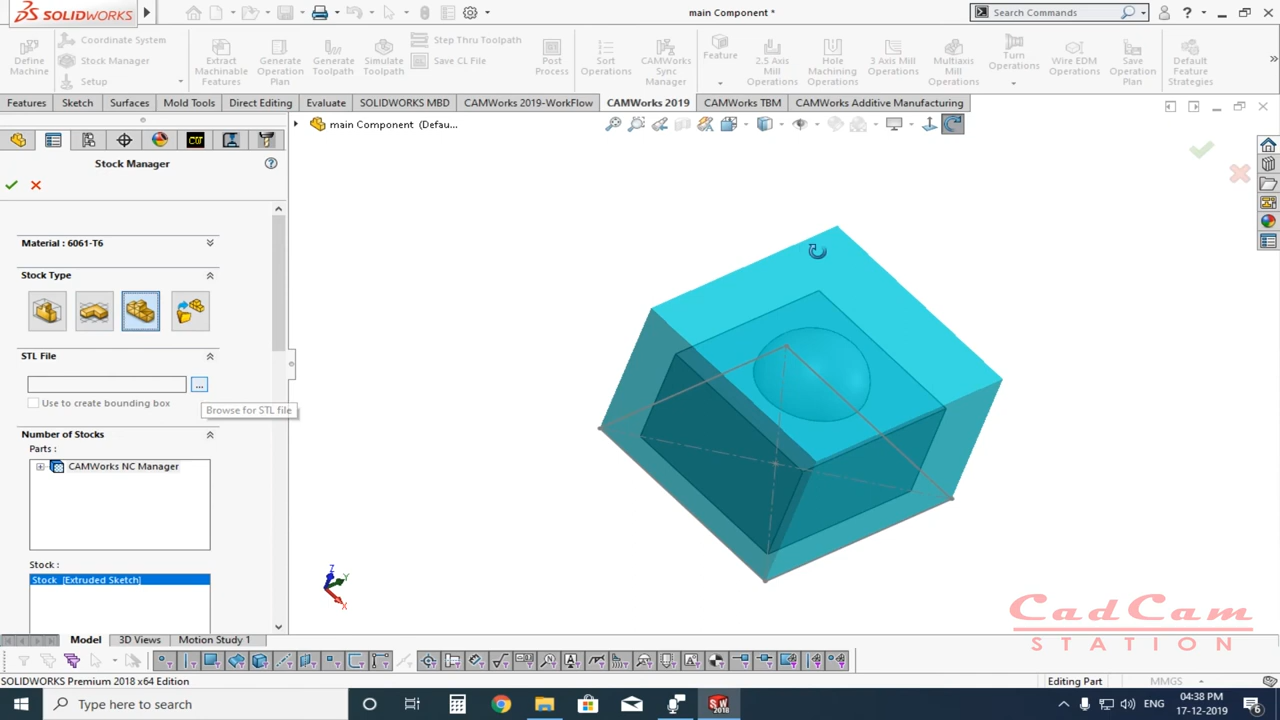 SOLIDWORKS
main Component *
Search Commands
Define Machine
Coordinate System
Stock Manager
Setup
Extract Machinable Features
Generate Operation Plan
Generate Toolpath
Simulate Toolpath
Step Thru Toolpath
Save CL File
Post Process
Sort Operations
CAMWorks Sync Manager
Feature
2.5 Axis Mill Operations
Hole Machining Operations
3 Axis Mill Operations
Multiaxis Mill Operations
Turn Operations
Wire EDM Operations
Save Operation Plan
Default Feature Strategies
Features
Sketch
Surfaces
Mold Tools
Direct Editing
Evaluate
SOLIDWORKS MBD
CAMWorks 2019-WorkFlow
CAMWorks 2019
CAMWorks TBM
CAMWorks Additive Manufacturing
main Component (Defau...
Stock Manager
Material : 6061-T6
Stock Type
STL File
...
Use to create bounding box
Browse for STL file
Number of Stocks
Parts :
CAMWorks NC Manager
Stock :
Stock [Extruded Sketch]
Z
Y
X
CadCam
STATION
Model
3D Views
Motion Study 1
SOLIDWORKS Premium 2018 x64 Edition
Editing Part
MMGS
Type here to search
ENG
04:38 PM
17-12-2019
6